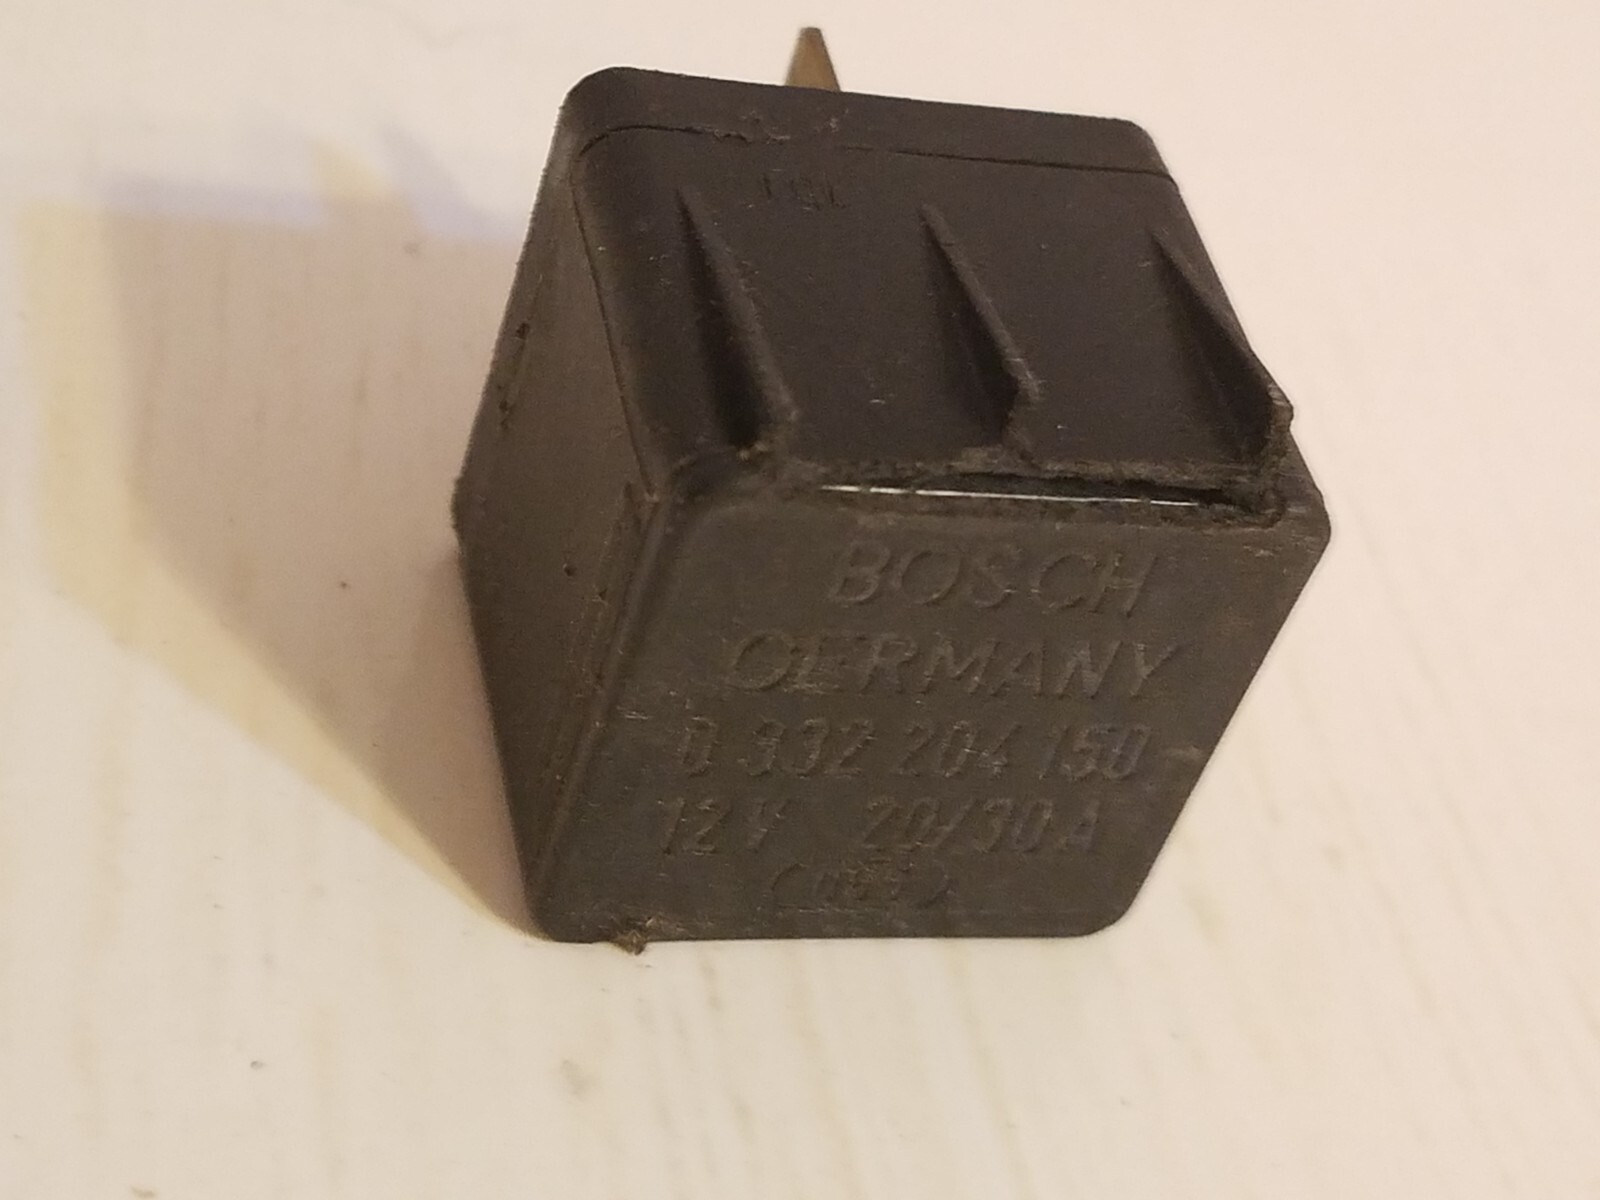 BOSCH
GERMANY
0 332 204 150
12 V 20/30 A